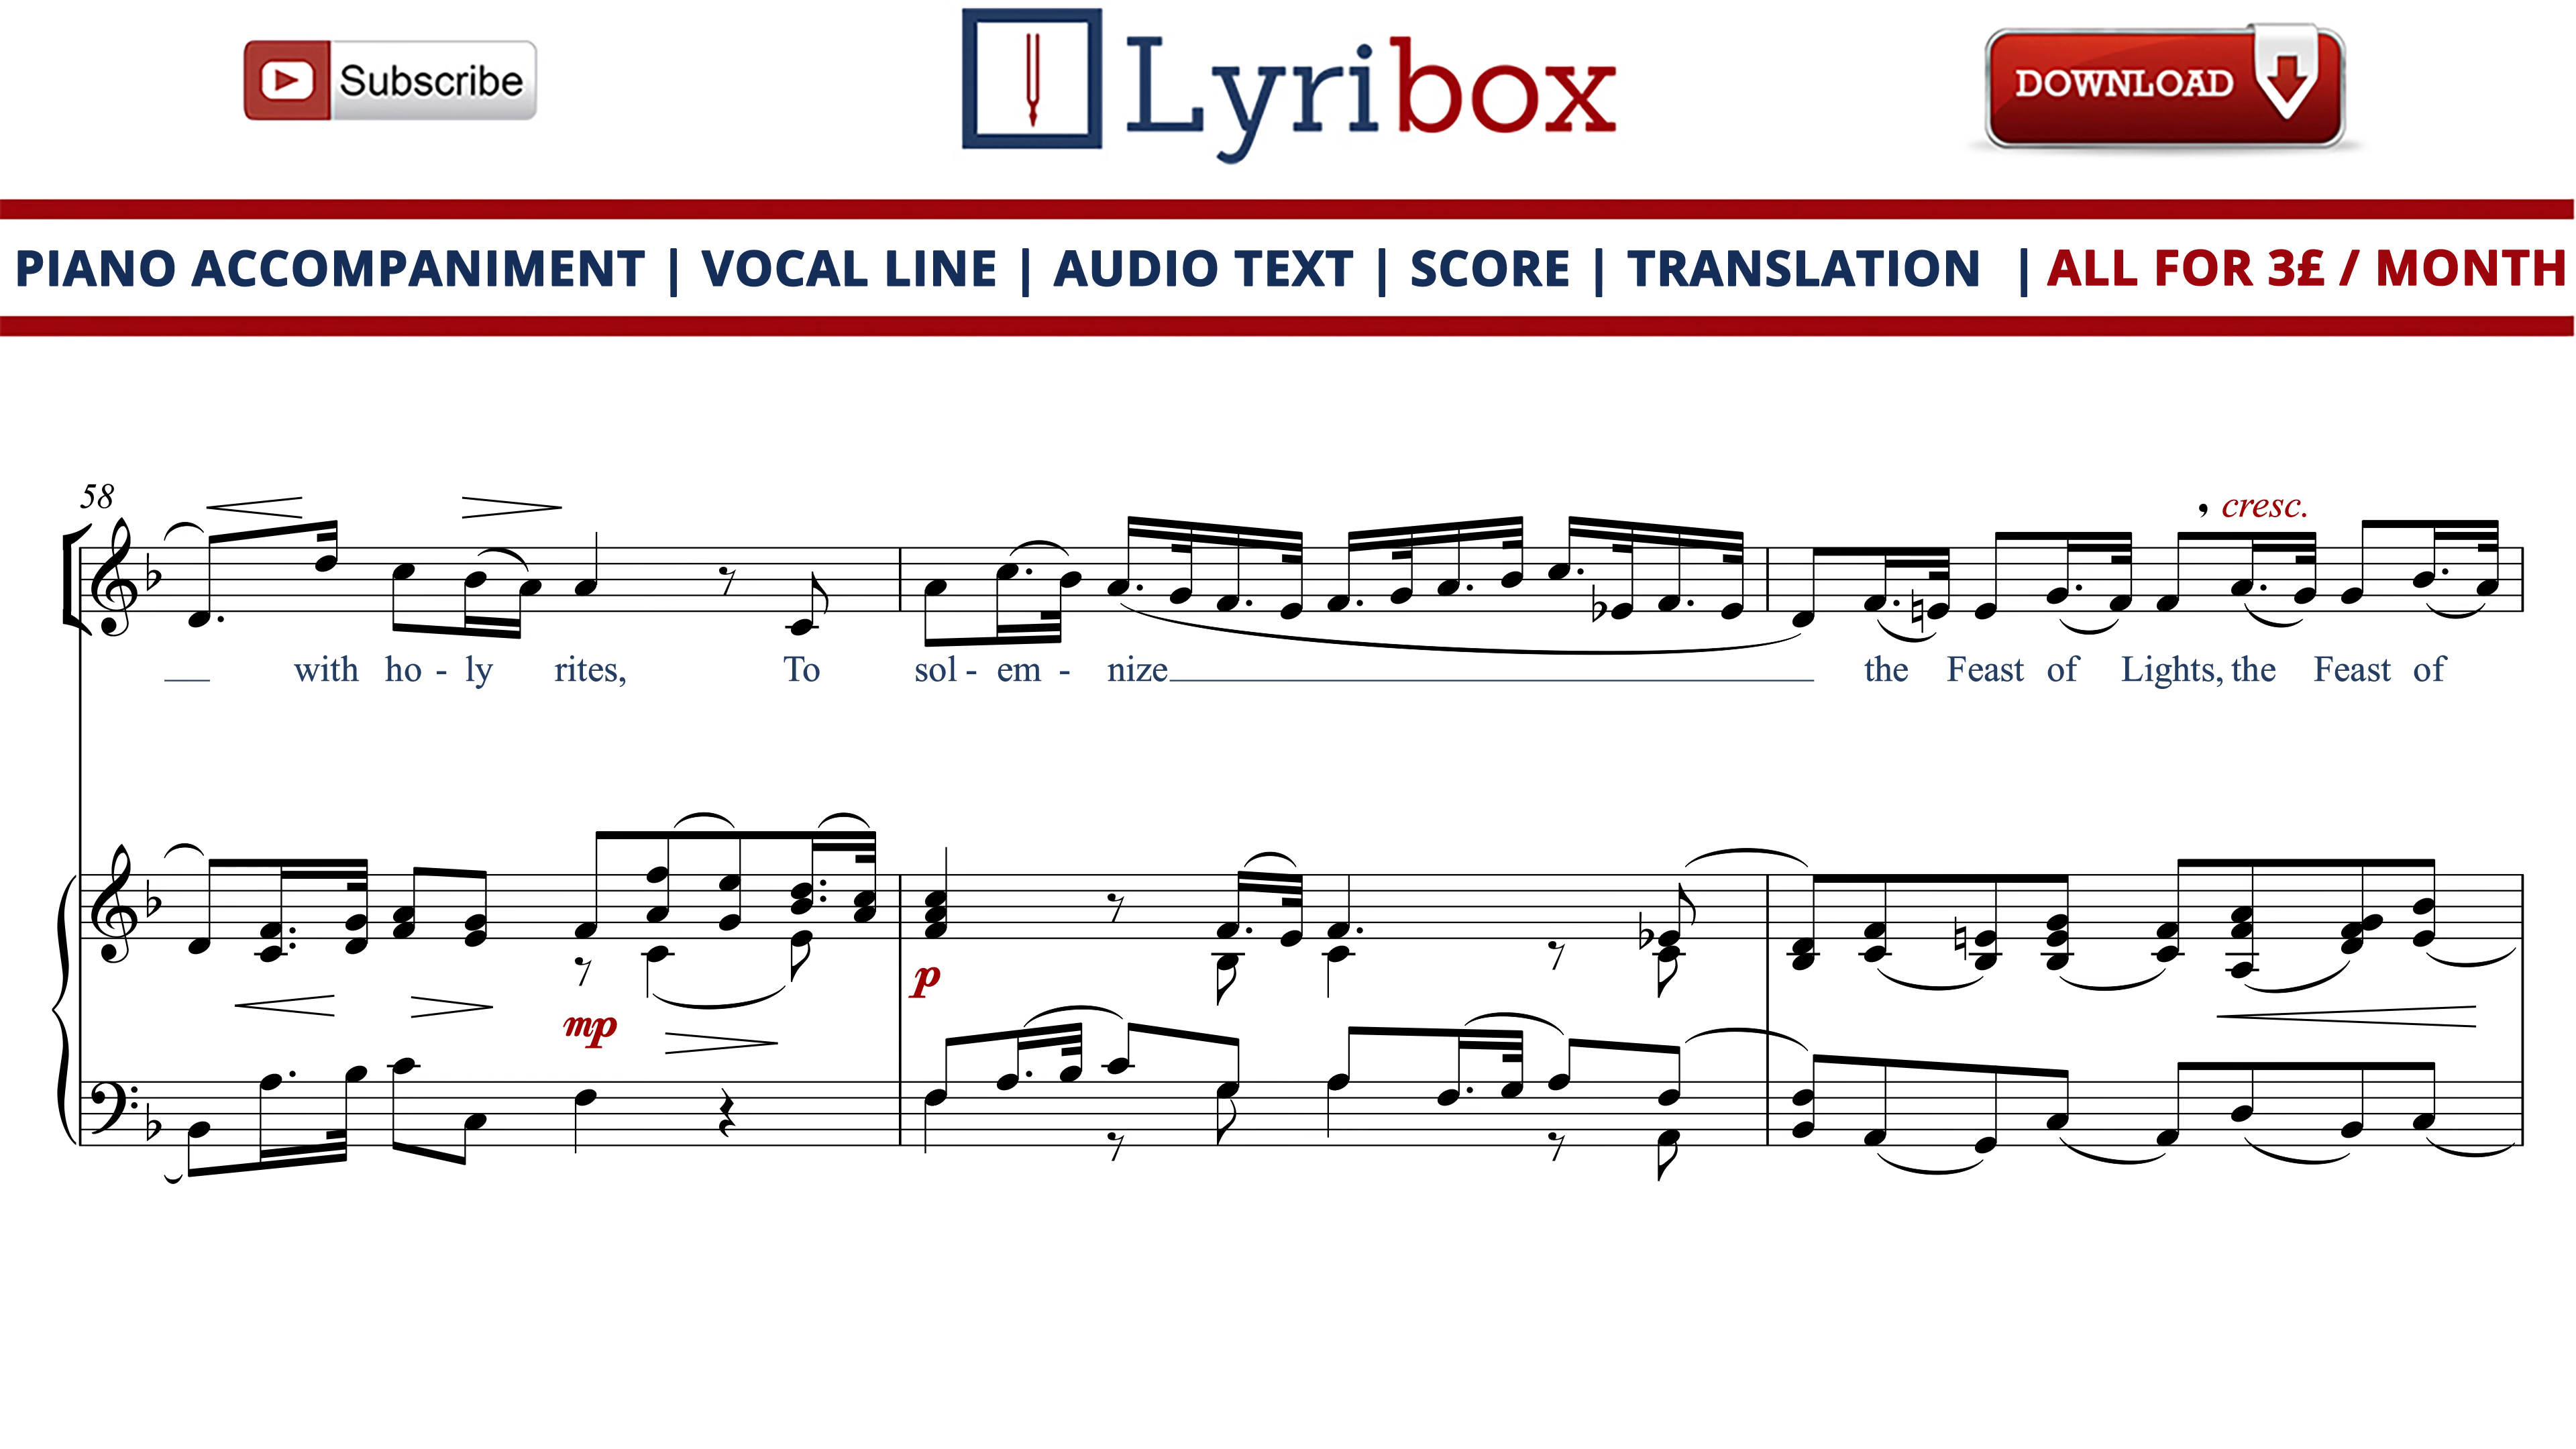 Subscribe
Lyribox
DOWNLOAD
PIANO ACCOMPANIMENT | VOCAL LINE | AUDIO TEXT | SCORE | TRANSLATION | ALL FOR 3£ / MONTH
58
cresc.
with ho - ly rites, To sol - em - nize the Feast of Lights, the Feast of
p
mp